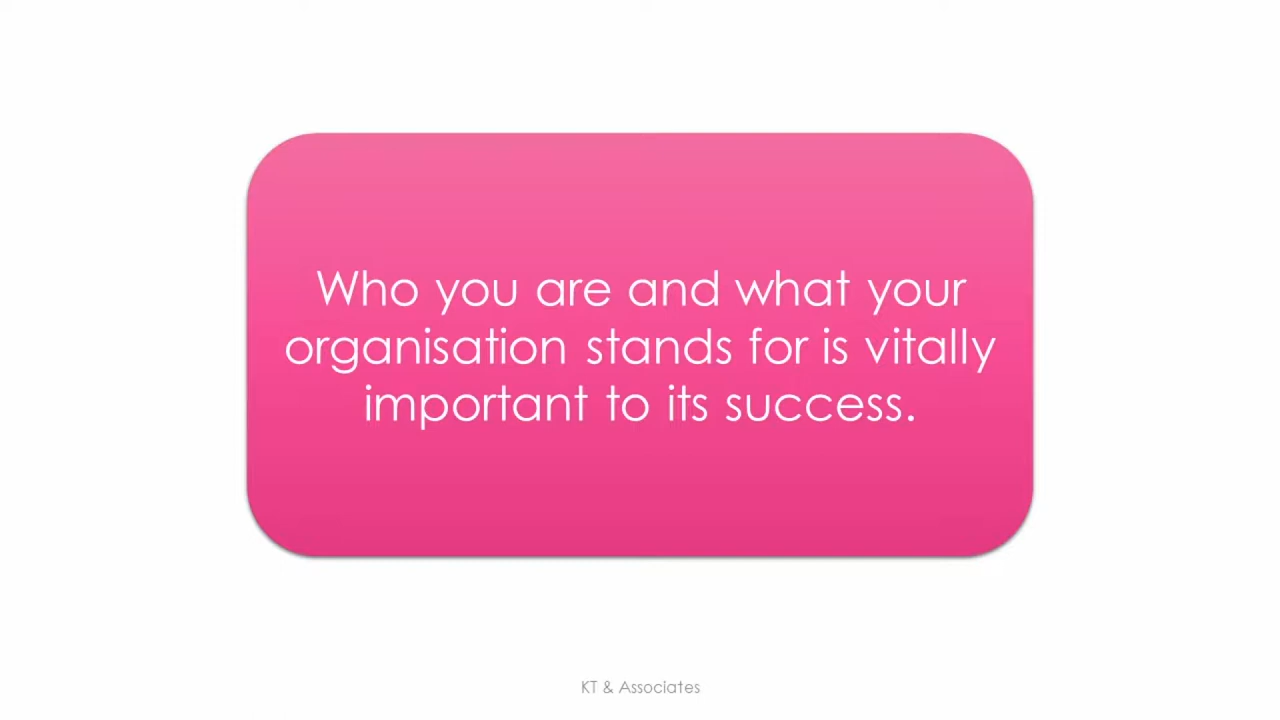 Who you are and what your
organisation stands for is vitally
important to its success.
KT & Associates